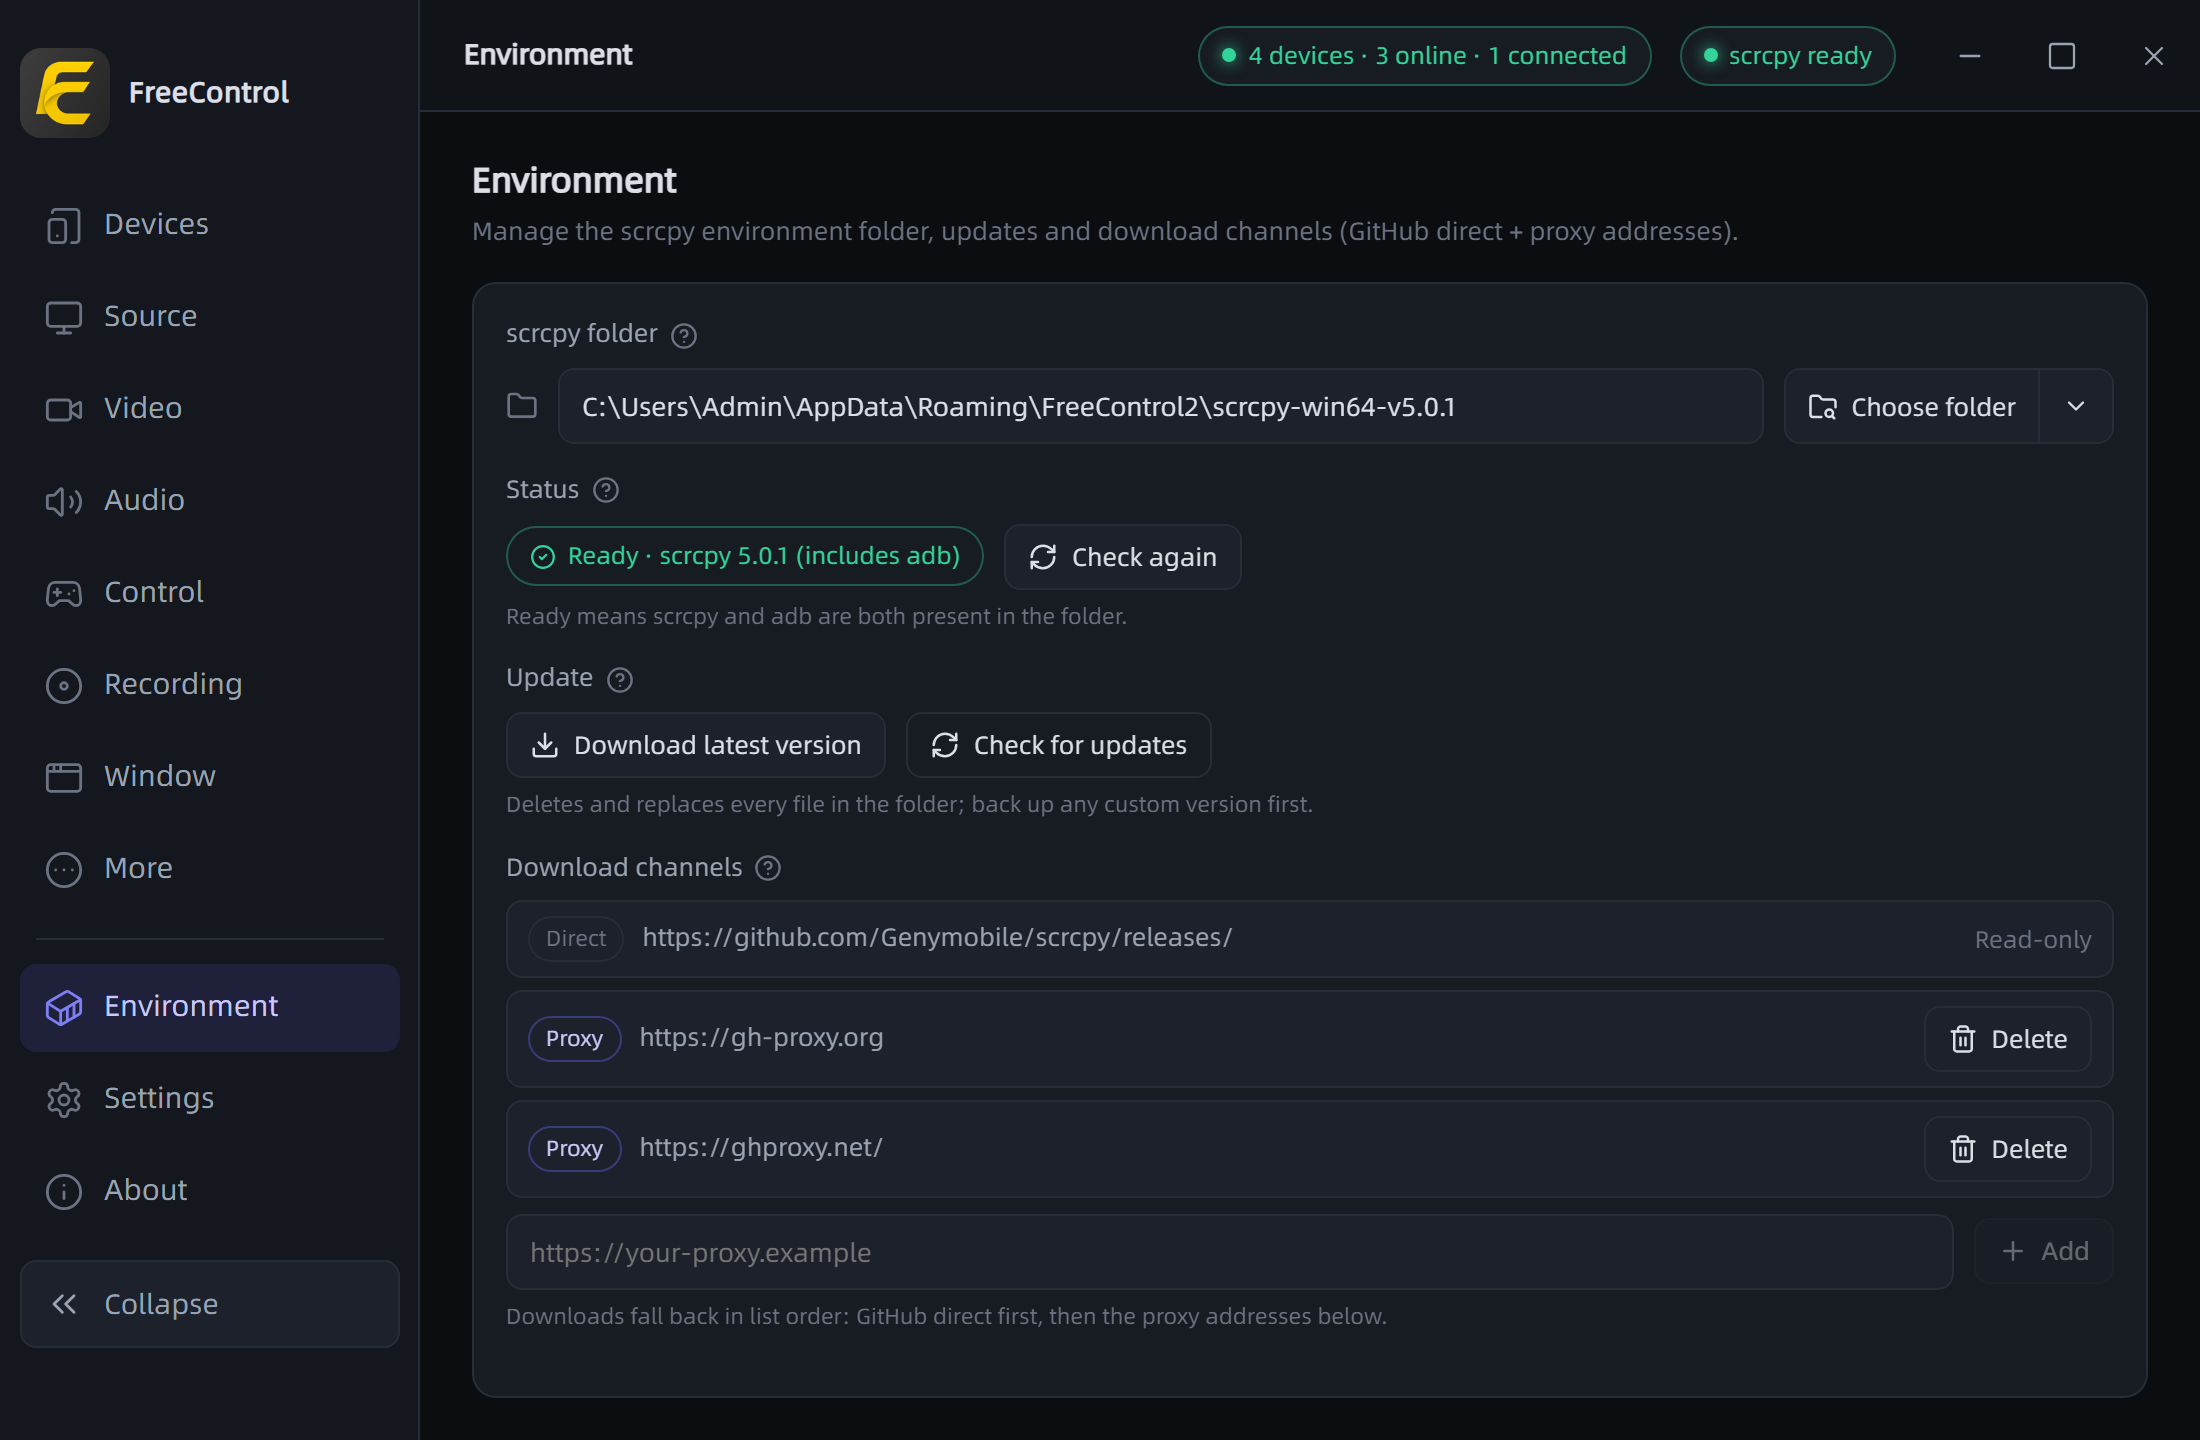 FreeControl
Devices
Source
Video
Audio
Control
Recording
Window
More
Environment
Settings
About
Collapse
Environment
4 devices · 3 online · 1 connected
scrcpy ready
Environment
Manage the scrcpy environment folder, updates and download channels (GitHub direct + proxy addresses).
scrcpy folder
C:\Users\Admin\AppData\Roaming\FreeControl2\scrcpy-win64-v5.0.1
Choose folder
Status
Ready · scrcpy 5.0.1 (includes adb)
Check again
Ready means scrcpy and adb are both present in the folder.
Update
Download latest version
Check for updates
Deletes and replaces every file in the folder; back up any custom version first.
Download channels
Direct https://github.com/Genymobile/scrcpy/releases/ Read-only
Proxy https://gh-proxy.org Delete
Proxy https://ghproxy.net/ Delete
https://your-proxy.example
Add
Downloads fall back in list order: GitHub direct first, then the proxy addresses below.